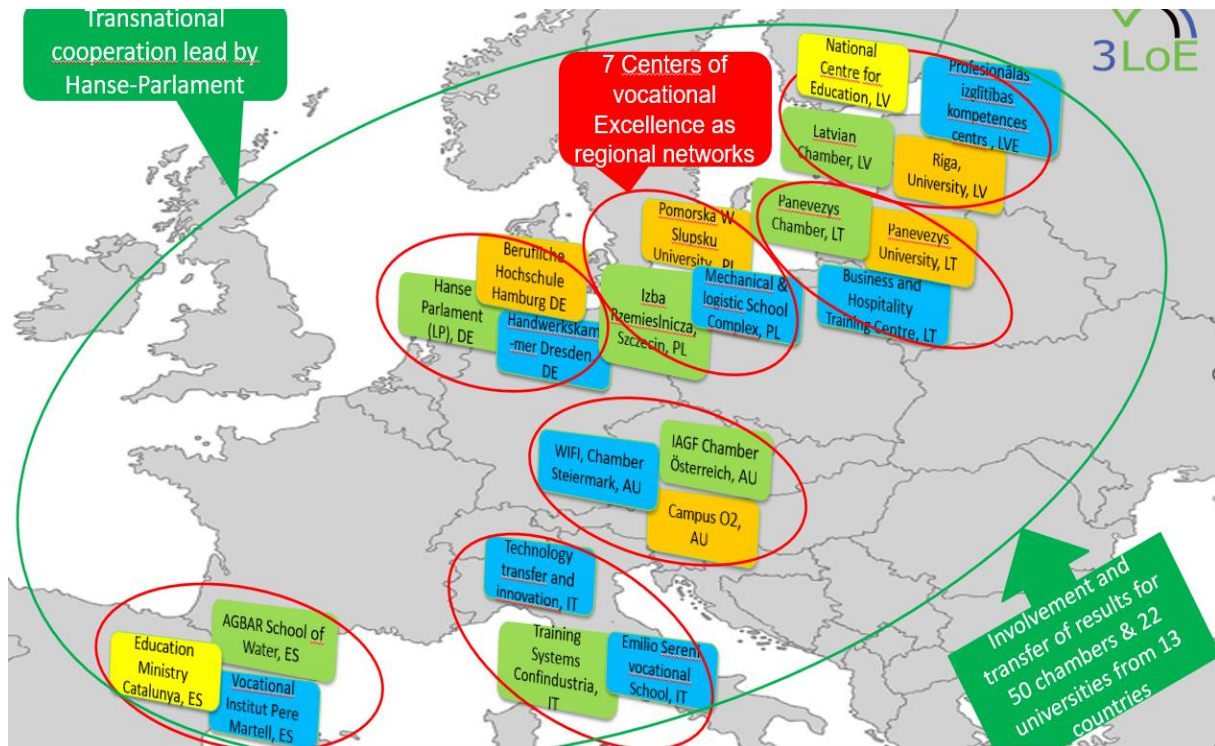 Transnational
cooperation lead by
Hanse-Parlament
7 Centers of
vocational
Excellence as
regional networks
3LoE
National
Centre for
Education, LV
Profesionālas
izglītības
kompetences
centrs , LVE
Latvian
Chamber, LV
Riga,
University, LV
Panevezys
Chamber, LT
Panevezys
University, LT
Business and
Hospitality
Training Centre, LT
Pomorska W
Slupsku
University, PL
Mechanical &
logistic School
Complex, PL
Izba
Rzemieslnicza,
Szczecin, PL
Berufliche
Hochschule
Hamburg DE
Hanse
Parlament
(LP), DE
Handwerkskam
-mer Dresden,
DE
WIFI, Chamber
Steiermark, AU
IAGF Chamber
Österreich, AU
Campus O2,
AU
Technology
transfer and
innovation, IT
Training
Systems
Confindustria,
IT
Emilio Sereni
vocational
School, IT
AGBAR School of
Water, ES
Education
Ministry
Catalunya, ES
Vocational
Institut Pere
Martell, ES
Involvement and
transfer of results for
50 chambers & 22
universities from 13
countries